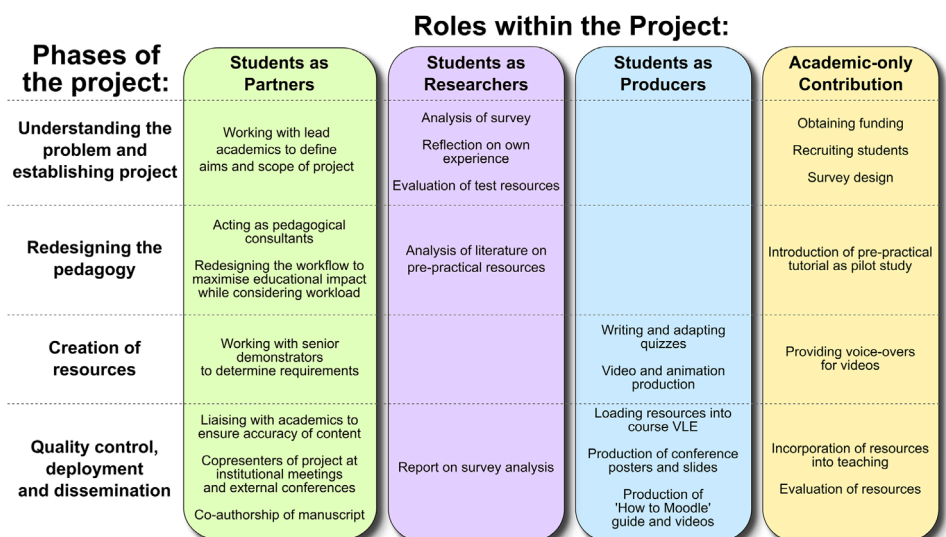 Roles within the Project:
Phases of
the project:
Students as
Partners
Students as
Researchers
Students as
Producers
Academic-only
Contribution
Understanding the
problem and
establishing project
Working with lead
academics to define
aims and scope of project
Analysis of survey
Reflection on own
experience
Evaluation of test resources
Obtaining funding
Recruiting students
Survey design
Redesigning the
pedagogy
Acting as pedagogical
consultants
Redesigning the workflow to
maximise educational impact
while considering workload
Analysis of literature on
pre-practical resources
Introduction of pre-practical
tutorial as pilot study
Creation of
resources
Working with senior
demonstrators
to determine requirements
Writing and adapting
quizzes
Video and animation
production
Providing voice-overs
for videos
Quality control,
deployment
and dissemination
Liaising with academics to
ensure accuracy of content
Copresenters of project at
institutional meetings
and external conferences
Co-authorship of manuscript
Report on survey analysis
Loading resources into
course VLE
Production of conference
posters and slides
Production of
'How to Moodle'
guide and videos
Incorporation of resources
into teaching
Evaluation of resources